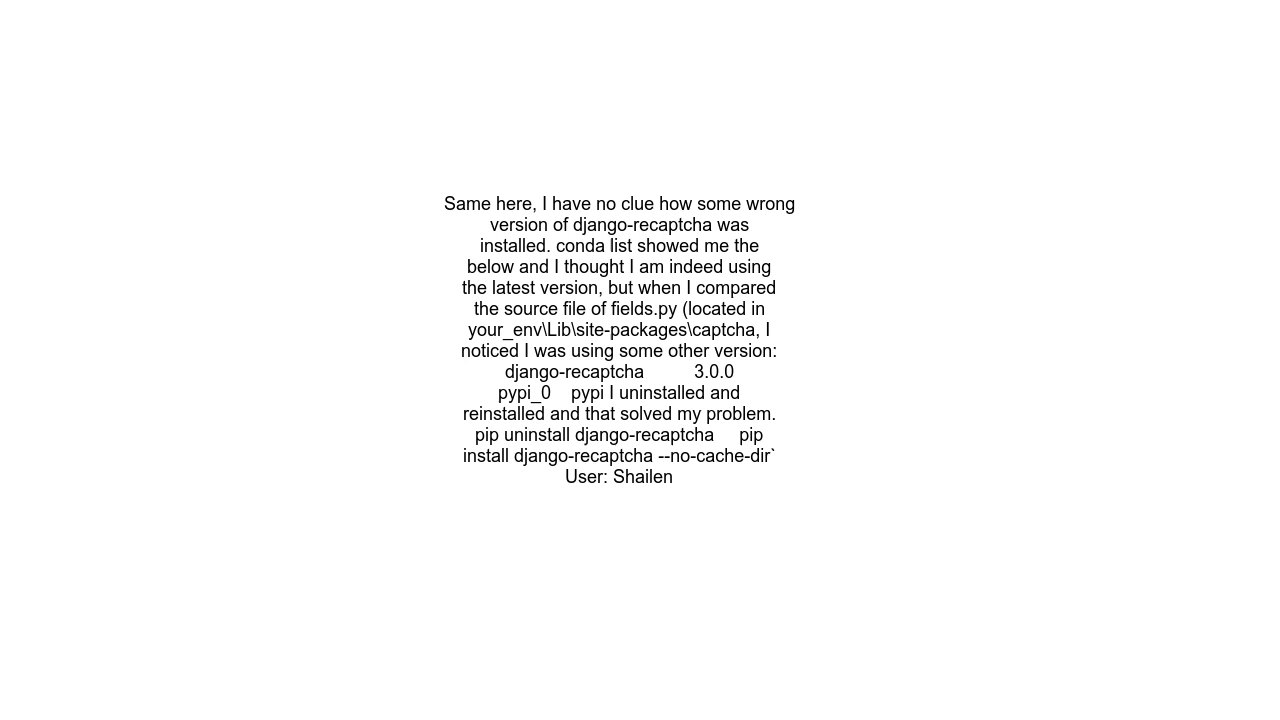 Same here, I have no clue how some wrong
version of django-recaptcha was
installed. conda list showed me the
below and I thought I am indeed using
the latest version, but when I compared
the source file of fields.py (located in
your_env\Lib\site-packages\captcha, I
noticed I was using some other version:
django-recaptcha          3.0.0
pypi_0    pypi I uninstalled and
reinstalled and that solved my problem.
pip uninstall django-recaptcha     pip
install django-recaptcha --no-cache-dir`
User: Shailen